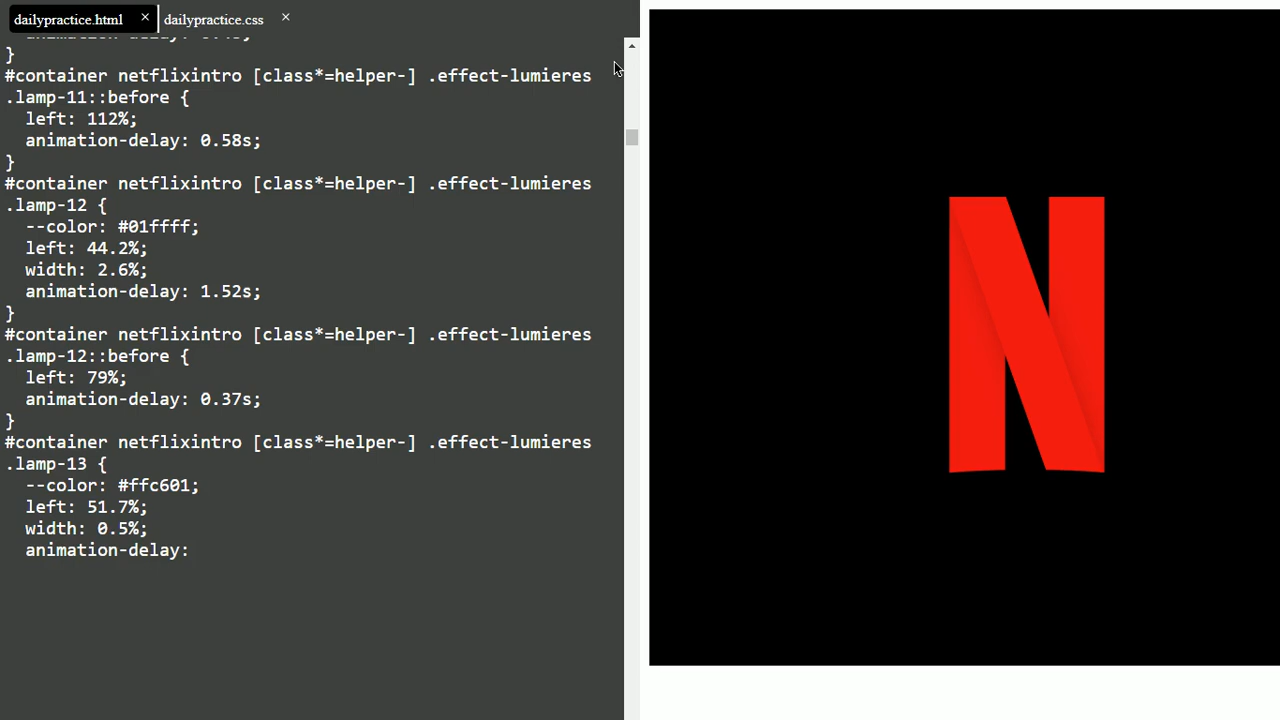 dailypractice.html × dailypractice.css ×
}
#container netflixintro [class*=helper-] .effect-lumieres
.lamp-11::before {
left: 112%;
animation-delay: 0.58s;
}
#container netflixintro [class*=helper-] .effect-lumieres
.lamp-12 {
--color: #01ffff;
left: 44.2%;
width: 2.6%;
animation-delay: 1.52s;
}
#container netflixintro [class*=helper-] .effect-lumieres
.lamp-12::before {
left: 79%;
animation-delay: 0.37s;
}
#container netflixintro [class*=helper-] .effect-lumieres
.lamp-13 {
--color: #ffc601;
left: 51.7%;
width: 0.5%;
animation-delay:
N